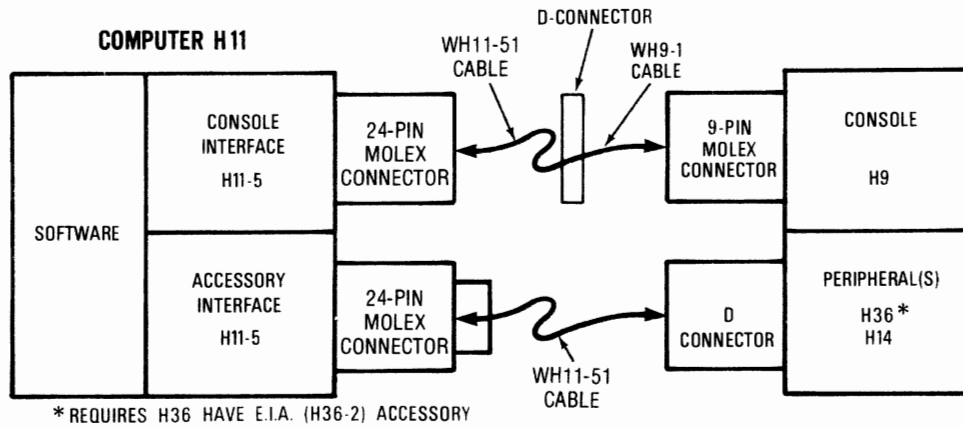 COMPUTER H11
D-CONNECTOR
WH11-51
CABLE
WH9-1
CABLE
SOFTWARE
CONSOLE
INTERFACE
H11-5
24-PIN
MOLEX
CONNECTOR
9-PIN
MOLEX
CONNECTOR
CONSOLE
H9
ACCESSORY
INTERFACE
H11-5
24-PIN
MOLEX
CONNECTOR
WH11-51
CABLE
D
CONNECTOR
PERIPHERAL(S)
H36*
H14
* REQUIRES H36 HAVE E.I.A. (H36-2) ACCESSORY